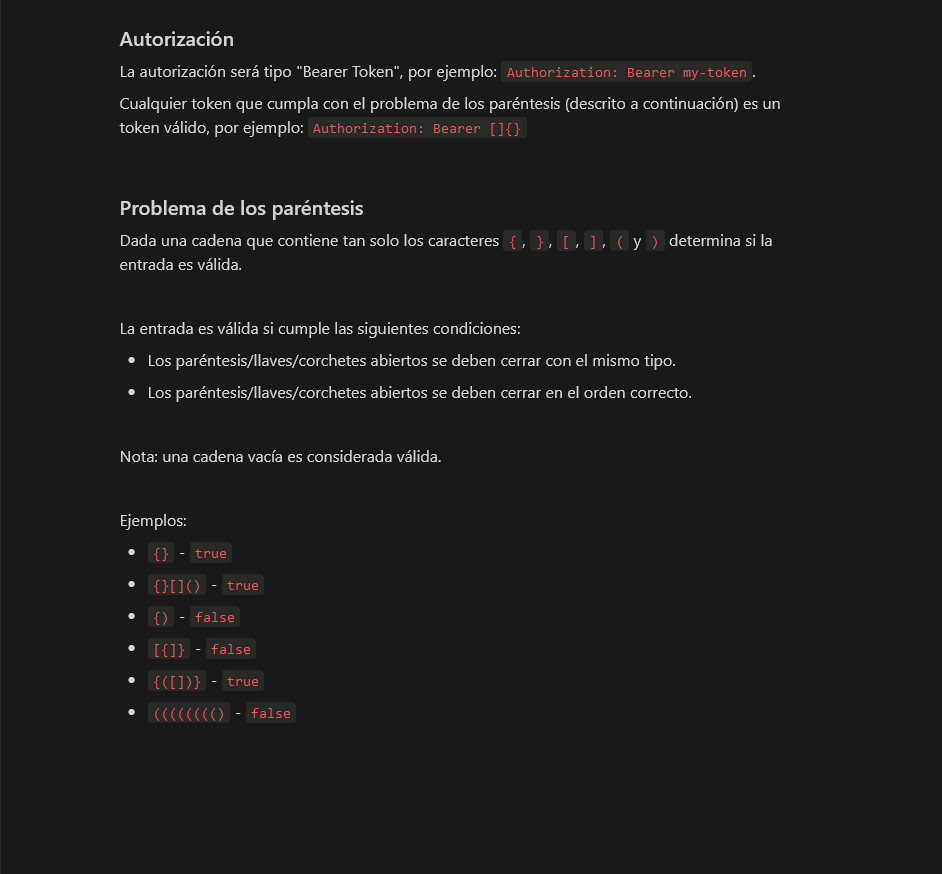 Autorización
La autorización será tipo "Bearer Token", por ejemplo: Authorization: Bearer my-token.
Cualquier token que cumpla con el problema de los paréntesis (descrito a continuación) es un
token válido, por ejemplo: Authorization: Bearer []{}
Problema de los paréntesis
Dada una cadena que contiene tan solo los caracteres {, }, [, ], ( y ) determina si la
entrada es válida.
La entrada es válida si cumple las siguientes condiciones:
• Los paréntesis/llaves/corchetes abiertos se deben cerrar con el mismo tipo.
• Los paréntesis/llaves/corchetes abiertos se deben cerrar en el orden correcto.
Nota: una cadena vacía es considerada válida.
Ejemplos:
• {} - true
• {}[]() - true
• {) - false
• [{]} - false
• {([])} - true
• (((((((() - false